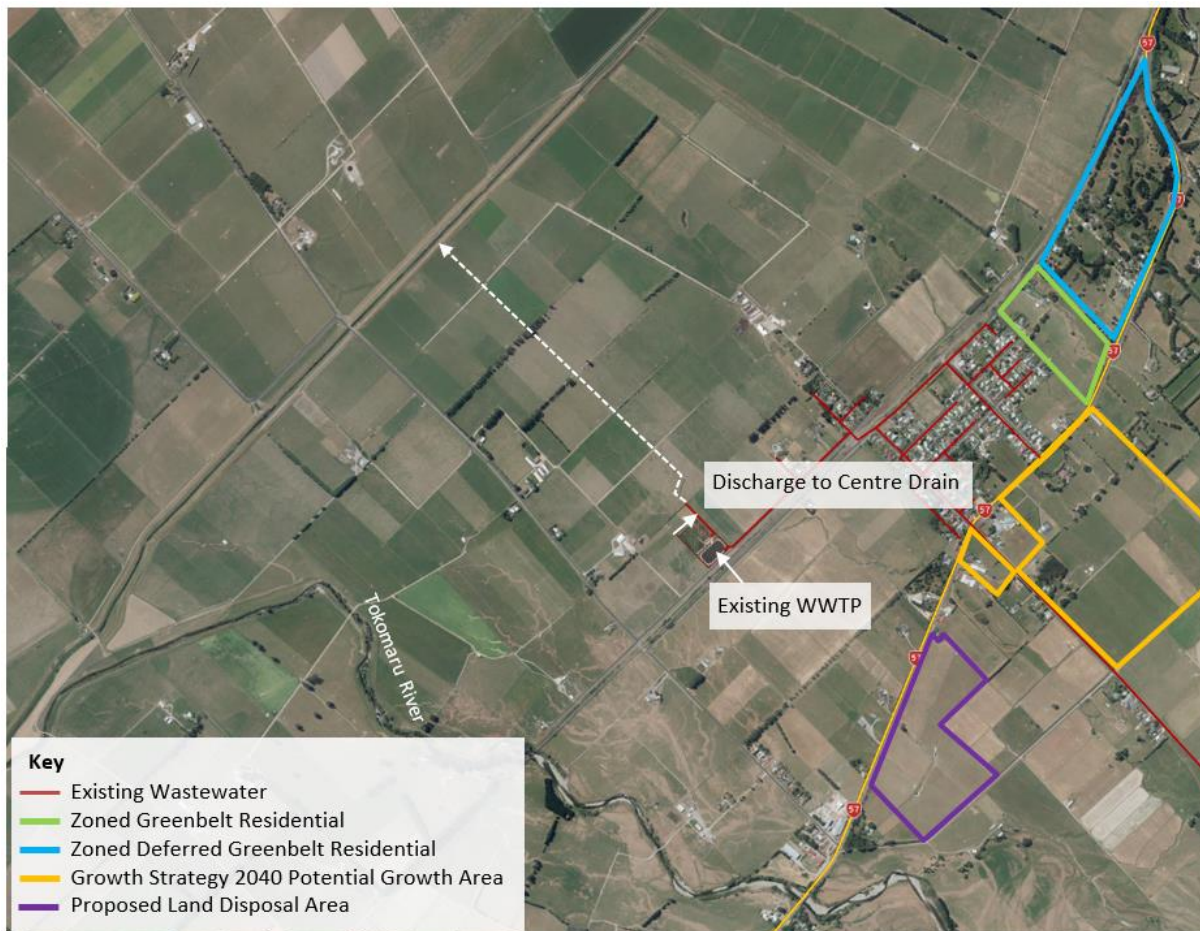 57
57
57
Discharge to Centre Drain
57
Existing WWTP
Tokomaru River
57
57
Key
Existing Wastewater
Zoned Greenbelt Residential
Zoned Deferred Greenbelt Residential
Growth Strategy 2040 Potential Growth Area
Proposed Land Disposal Area